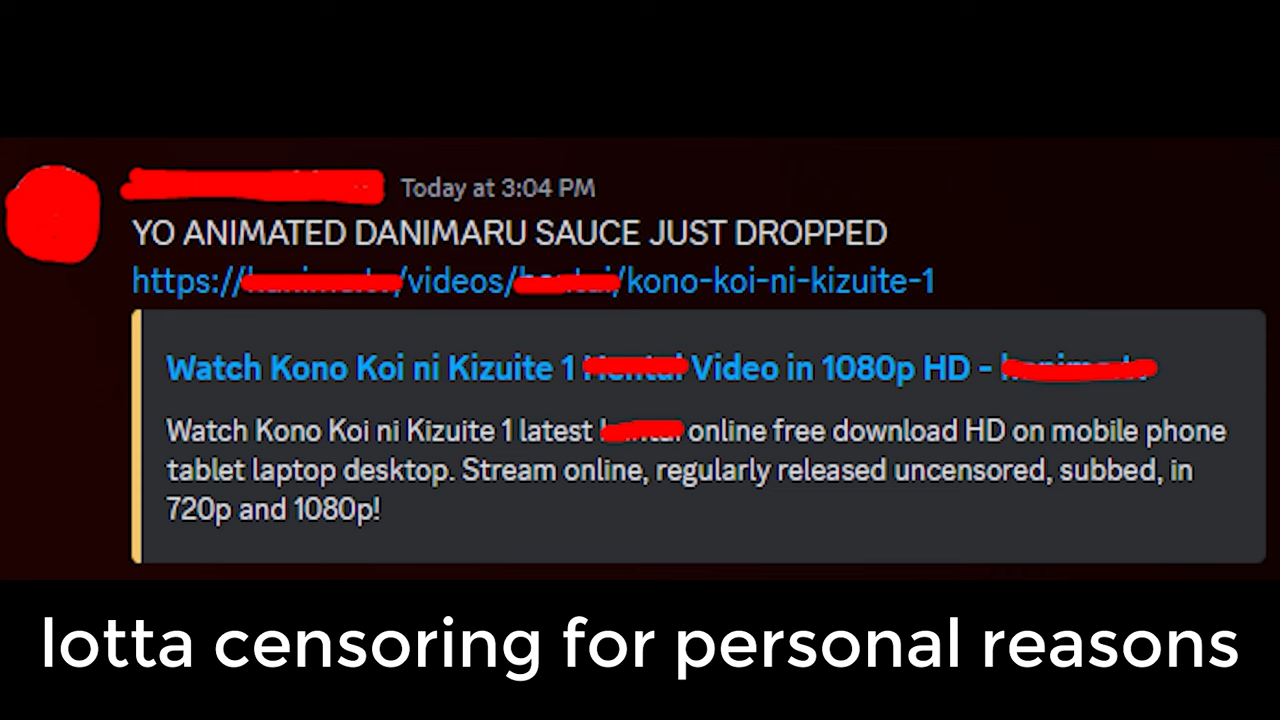 Today at 3:04 PM
YO ANIMATED DANIMARU SAUCE JUST DROPPED
https:// /videos/ /kono-koi-ni-kizuite-1
Watch Kono Koi ni Kizuite 1 Video in 1080p HD -
Watch Kono Koi ni Kizuite 1 latest online free download HD on mobile phone
tablet laptop desktop. Stream online, regularly released uncensored, subbed, in
720p and 1080p!
lotta censoring for personal reasons